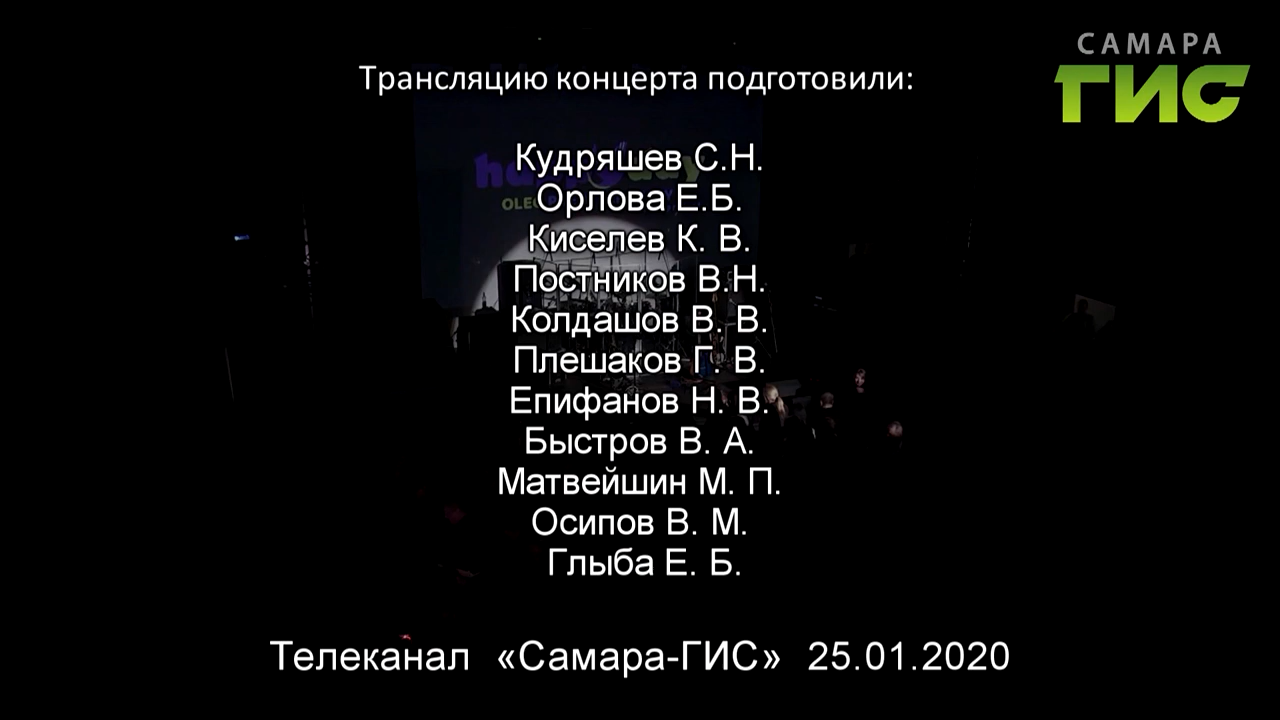 САМАРА
ГИС
Трансляцию концерта подготовили:
Кудряшев С.Н.
Орлова Е.Б.
Киселев К. В.
Постников В.Н.
Колдашов В. В.
Плешаков Г. В.
Епифанов Н. В.
Быстров В. А.
Матвейшин М. П.
Осипов В. М.
Глыба Е. Б.
Телеканал «Самара-ГИС» 25.01.2020